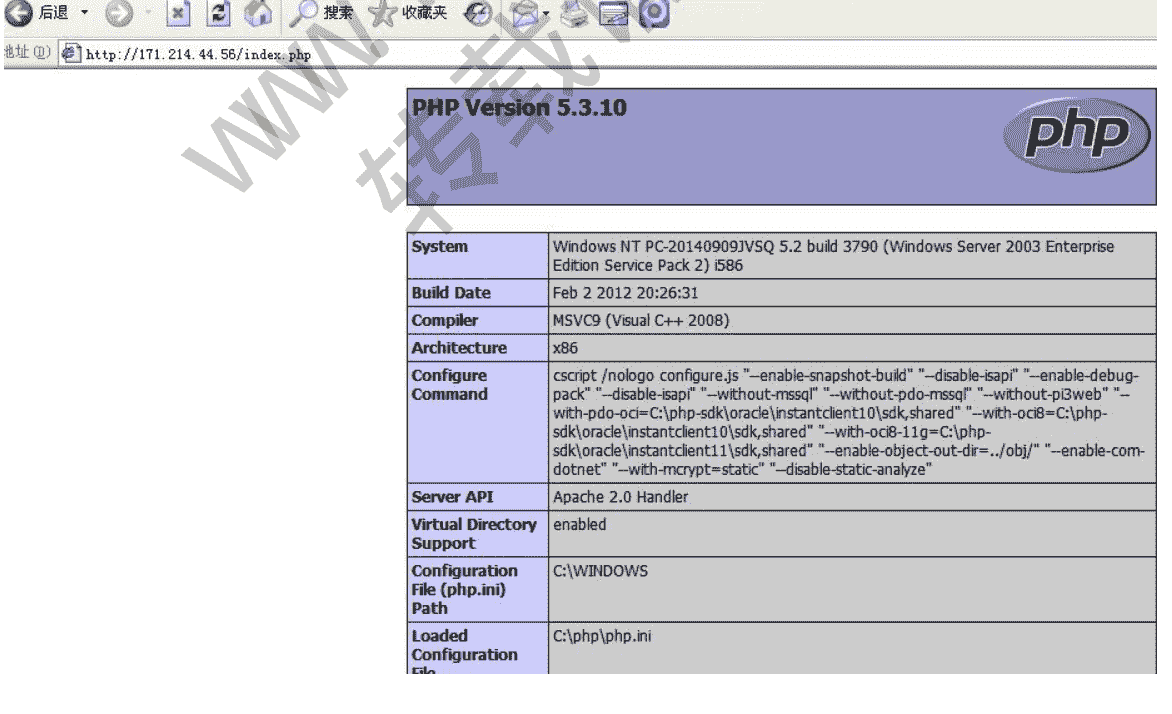 后退 搜索 收藏夹
地址(D) http://171.214.44.56/index.php
www.
转载
PHP Version 5.3.10
php
System Windows NT PC-20140909JVSQ 5.2 build 3790 (Windows Server 2003 Enterprise
Edition Service Pack 2) i586
Build Date Feb 2 2012 20:26:31
Compiler MSVC9 (Visual C++ 2008)
Architecture x86
Configure Command cscript /nologo configure.js "--enable-snapshot-build" "--disable-isapi" "--enable-debug-
pack" "--disable-isapi" "--without-mssql" "--without-pdo-mssql" "--without-pi3web" "--
with-pdo-oci=C:\php-sdk\oracle\instantclient10\sdk,shared" "--with-oci8=C:\php-
sdk\oracle\instantclient10\sdk,shared" "--with-oci8-11g=C:\php-
sdk\oracle\instantclient11\sdk,shared" "--enable-object-out-dir=../obj/" "--enable-com-
dotnet" "--with-mcrypt=static" "--disable-static-analyze"
Server API Apache 2.0 Handler
Virtual Directory
Support enabled
Configuration
File (php.ini)
Path C:\WINDOWS
Loaded
Configuration
File C:\php\php.ini